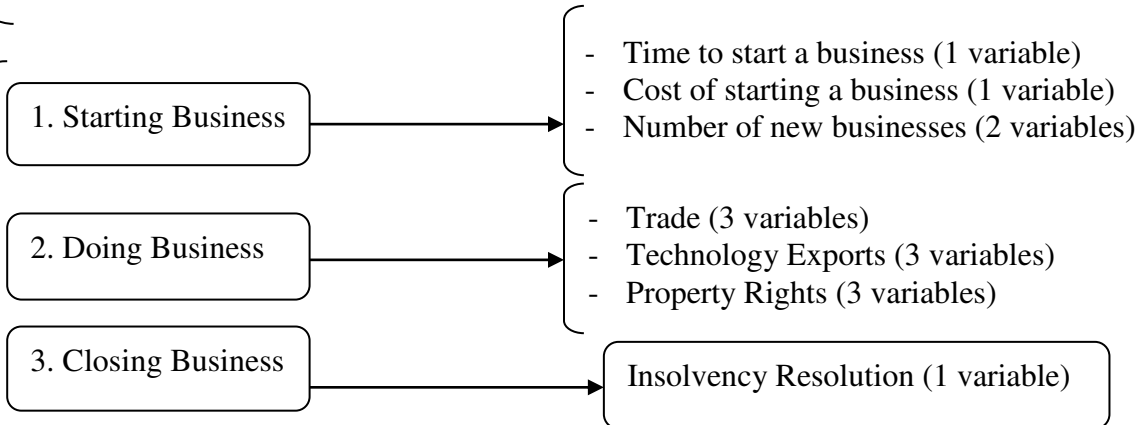 1. Starting Business
- Time to start a business (1 variable)
- Cost of starting a business (1 variable)
- Number of new businesses (2 variables)
2. Doing Business
- Trade (3 variables)
- Technology Exports (3 variables)
- Property Rights (3 variables)
3. Closing Business
Insolvency Resolution (1 variable)